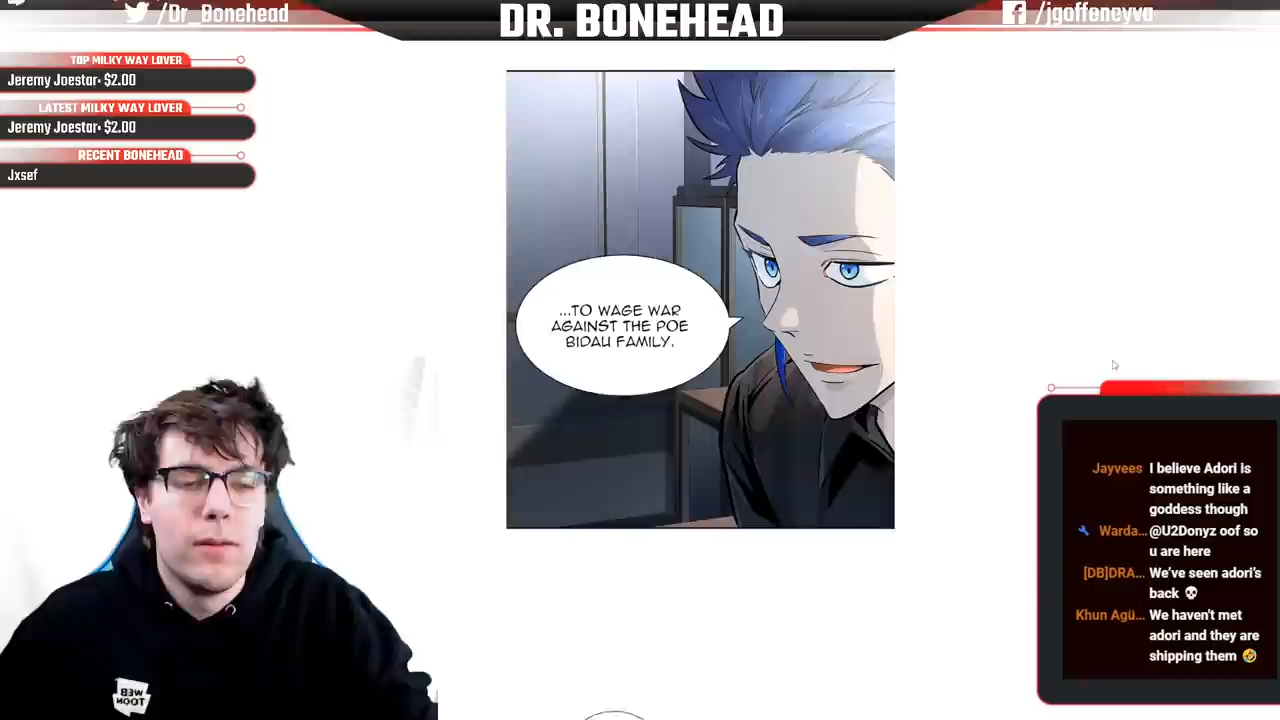 /Dr_Bonehead
DR. BONEHEAD
/jgoffeneyva
TOP MILKY WAY LOVER
Jeremy Joestar• $2.00
LATEST MILKY WAY LOVER
Jeremy Joestar• $2.00
RECENT BONEHEAD
Jxsef
...TO WAGE WAR
AGAINST THE POE
BIDAU FAMILY.
Jayvees I believe Adori is
something like a
goddess though
Warda... @U2Donyz oof so
u are here
[DB]DRA... We've seen adori's
back 💀
Khun Agü... We haven't met
adori and they are
shipping them 🤣
WEB
TOON